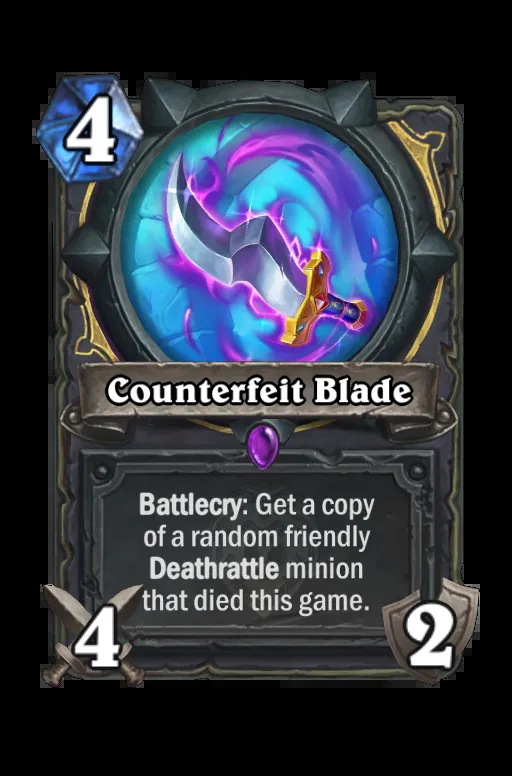 4
Counterfeit Blade
Battlecry: Get a copy
of a random friendly
Deathrattle minion
that died this game.
4
2